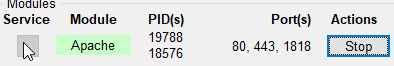 Modules
Service Module PID(s) Port(s) Actions
Apache 19788 18576 80, 443, 1818 Stop